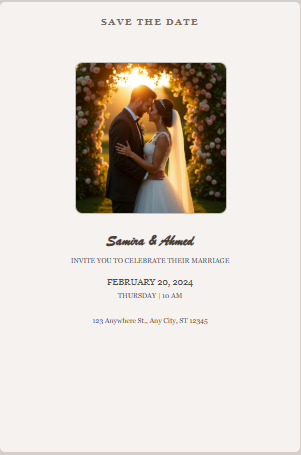 SAVE THE DATE
Samira & Ahmed
INVITE YOU TO CELEBRATE THEIR MARRIAGE
FEBRUARY 20, 2024
THURSDAY | 10 AM
123 Anywhere St., Any City, ST 12345